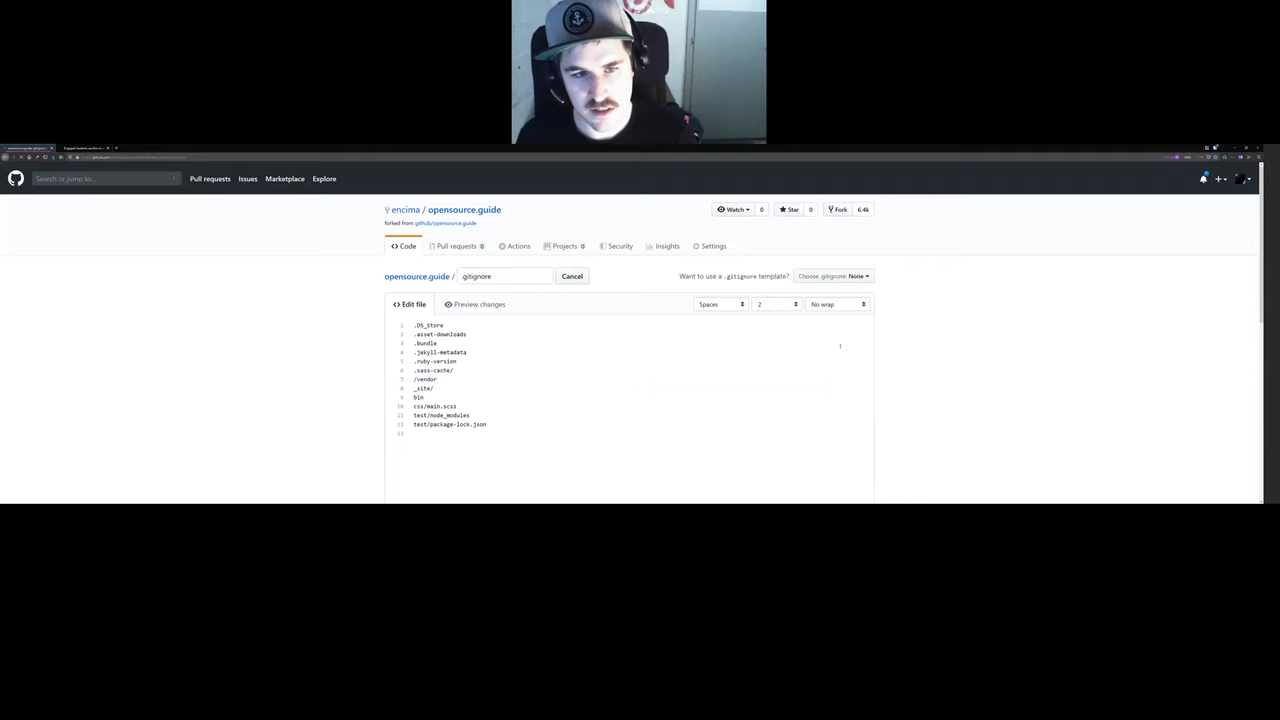 Search or jump to...
/
Pull requests
Issues
Marketplace
Explore
encima / opensource.guide
Watch
0
Star
0
Fork
6.4k
forked from github/opensource.guide
Code
Pull requests 0
Actions
Projects 0
Security
Insights
Settings
opensource.guide /
.gitignore
Cancel
Want to use a .gitignore template?
Choose .gitignore: None
Edit file
Preview changes
Spaces
2
No wrap
1 .DS_Store
2 .asset-downloads
3 .bundle
4 .jekyll-metadata
5 .ruby-version
6 .sass-cache/
7 /vendor
8 _site/
9 bin
10 css/main.scss
11 test/node_modules
12 test/package-lock.json
13